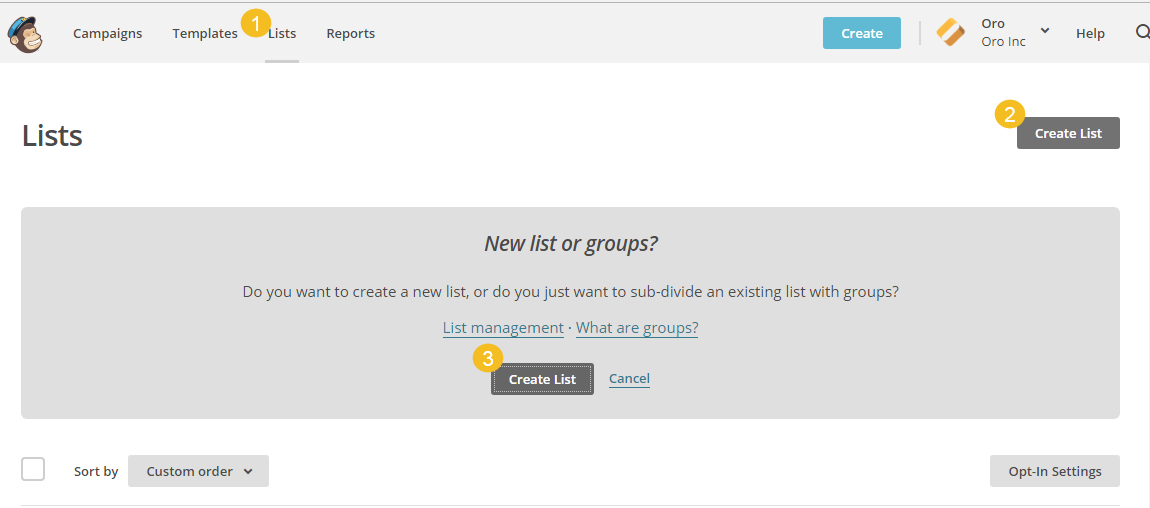 Campaigns Templates 1 Lists Reports Create Oro Help
Oro Inc
2
Lists Create List
New list or groups?
Do you want to create a new list, or do you just want to sub-divide an existing list with groups?
List management · What are groups?
3
Create List Cancel
Sort by Custom order Opt-In Settings